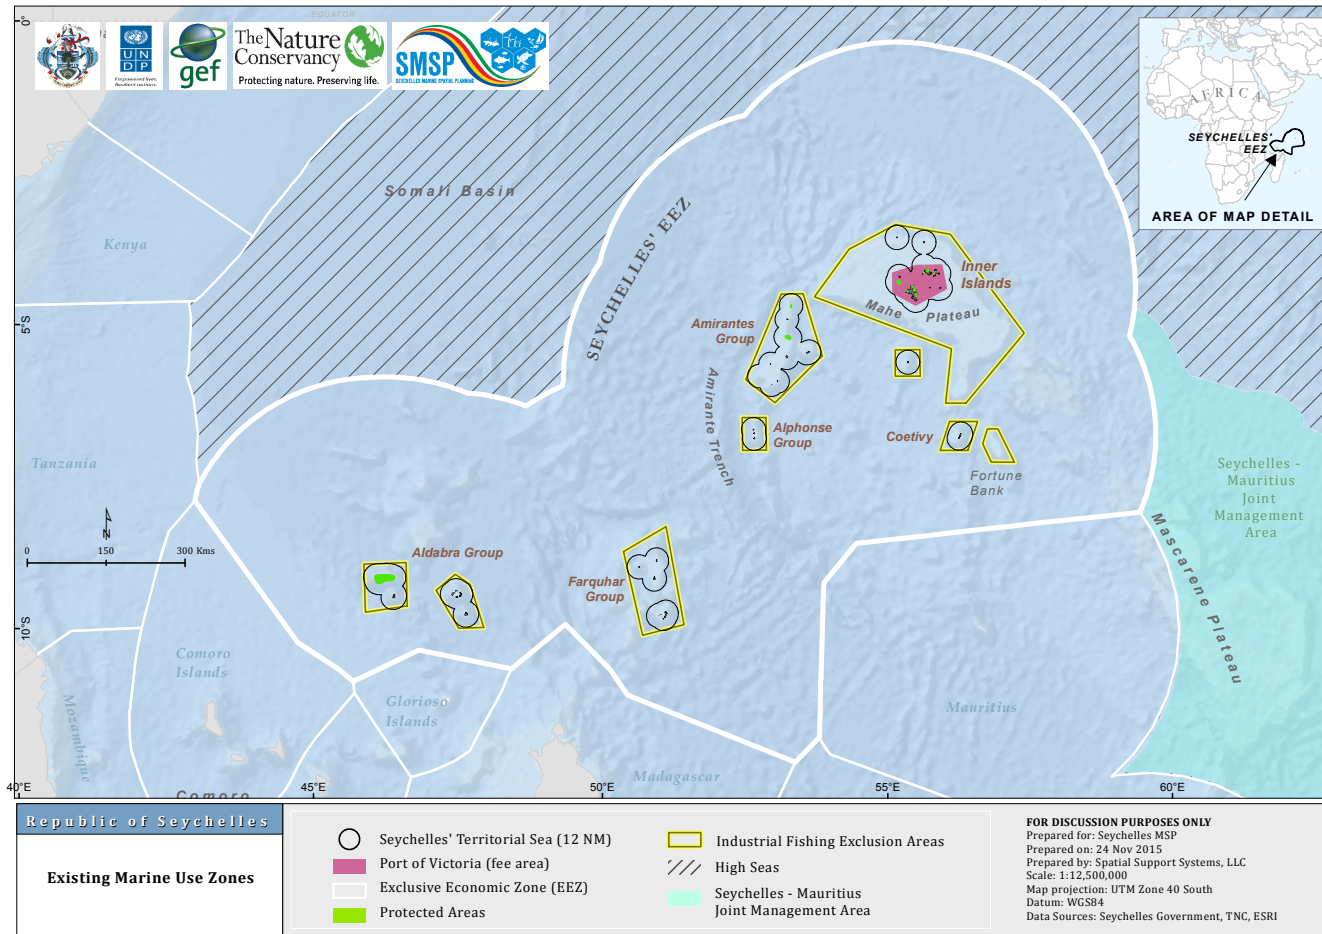 EQUATOR
0°
UNDP
Empowered lives.
Resilient nations.
gef
The Nature
Conservancy
Protecting nature. Preserving life.
SMSP
SEYCHELLES MARINE SPATIAL PLANNING
AFRICA
SEYCHELLES'
EEZ
AREA OF MAP DETAIL
Somali Basin
Kenya
SEYCHELLES' EEZ
Inner
Islands
Mahe Plateau
5°S
Amirantes
Group
Amirante Trench
Alphonse
Group
Coetivy
Fortune
Bank
Tanzania
Seychelles -
Mauritius
Joint
Management
Area
N
0 150 300 Kms
Aldabra Group
Farquhar
Group
Mascarene Plateau
10°S
Comoro
Islands
Glorioso
Islands
Mozambique
Mauritius
Madagascar
Comoro
40°E 45°E 50°E 55°E 60°E
Republic of Seychelles
Existing Marine Use Zones
Seychelles' Territorial Sea (12 NM)
Port of Victoria (fee area)
Exclusive Economic Zone (EEZ)
Protected Areas
Industrial Fishing Exclusion Areas
High Seas
Seychelles - Mauritius
Joint Management Area
FOR DISCUSSION PURPOSES ONLY
Prepared for: Seychelles MSP
Prepared on: 24 Nov 2015
Prepared by: Spatial Support Systems, LLC
Scale: 1:12,500,000
Map projection: UTM Zone 40 South
Datum: WGS84
Data Sources: Seychelles Government, TNC, ESRI